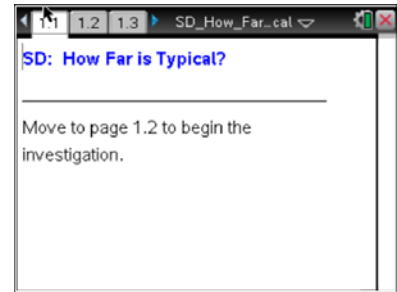 1.1 1.2 1.3 SD_How_Far...cal
SD: How Far is Typical?
Move to page 1.2 to begin the
investigation.